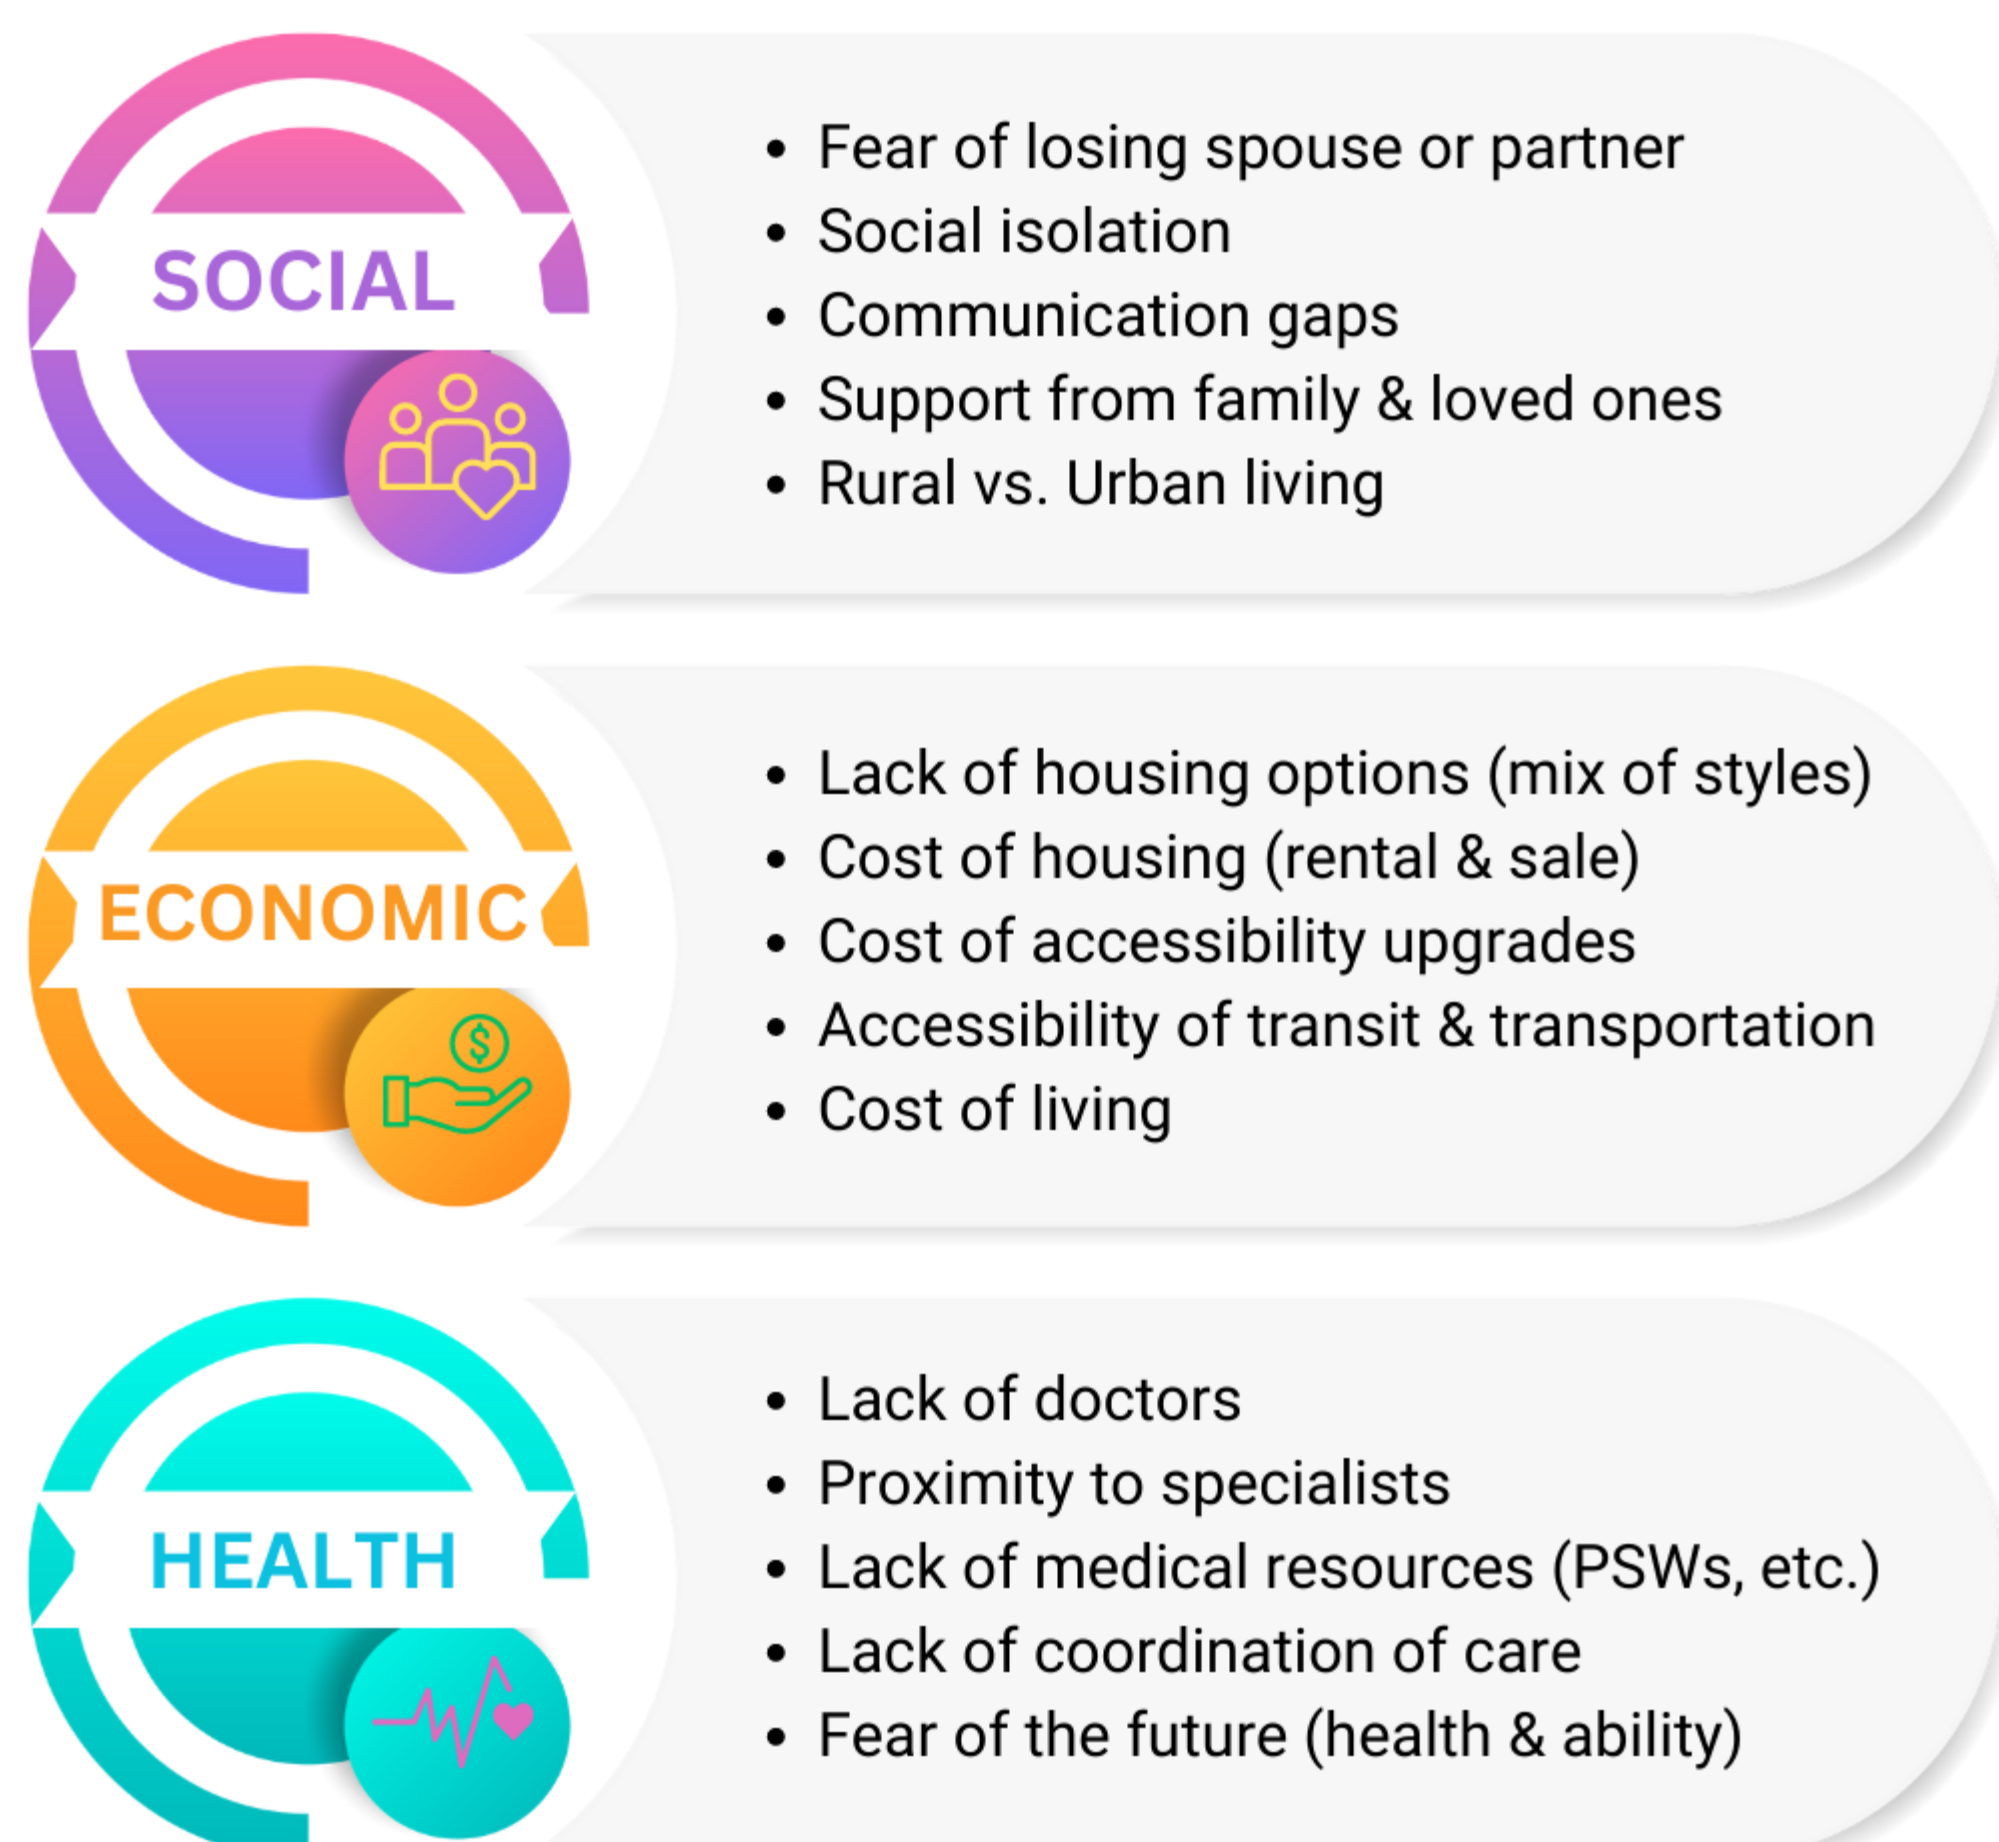 SOCIAL
• Fear of losing spouse or partner
• Social isolation
• Communication gaps
• Support from family & loved ones
• Rural vs. Urban living
ECONOMIC
$
• Lack of housing options (mix of styles)
• Cost of housing (rental & sale)
• Cost of accessibility upgrades
• Accessibility of transit & transportation
• Cost of living
HEALTH
• Lack of doctors
• Proximity to specialists
• Lack of medical resources (PSWs, etc.)
• Lack of coordination of care
• Fear of the future (health & ability)